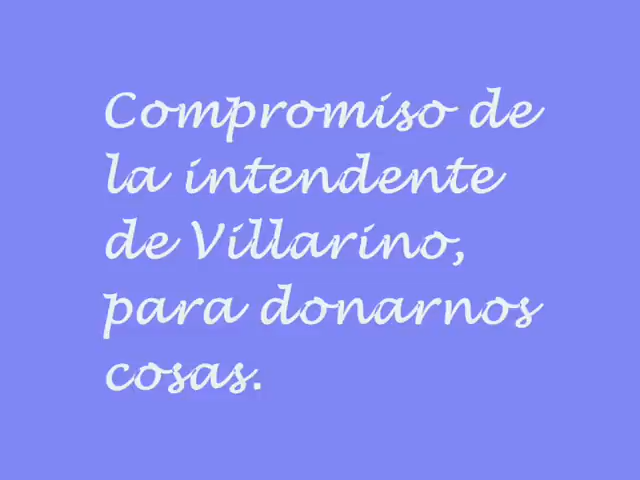 Compromiso de
la intendente
de Villarino,
para donarnos
cosas.